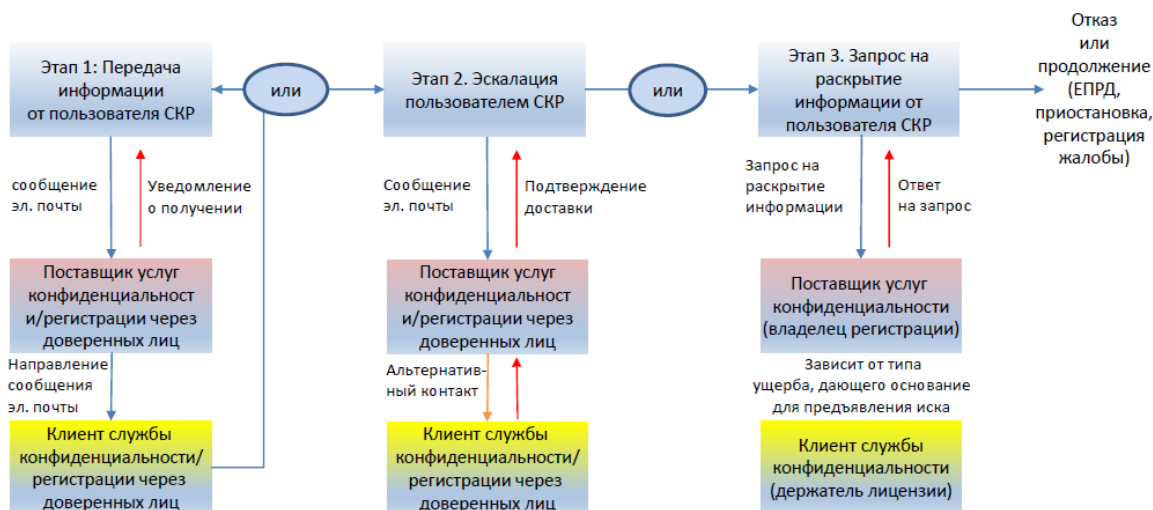 Этап 1: Передача
информации
от пользователя СКР
или
Этап 2. Эскалация
пользователем СКР
или
Этап 3. Запрос на
раскрытие
информации от
пользователя СКР
Отказ
или
продолжение
(ЕПРД,
приостановка,
регистрация
жалобы)
сообщение
эл. почты
Уведомление
о получении
Сообщение
эл. почты
Подтверждение
доставки
Запрос на
раскрытие
информации
Ответ
на запрос
Поставщик услуг
конфиденциальност
и/регистрации через
доверенных лиц
Поставщик услуг
конфиденциальност
и/регистрации через
доверенных лиц
Поставщик услуг
конфиденциальности
(владелец регистрации)
Направление
сообщения
эл. почты
Альтернатив-
ный контакт
Зависит от типа
ущерба, дающего основание
для предъявления иска
Клиент службы
конфиденциальности/
регистрации через
доверенных лиц
Клиент службы
конфиденциальности/
регистрации через
доверенных лиц
Клиент службы
конфиденциальности
(держатель лицензии)